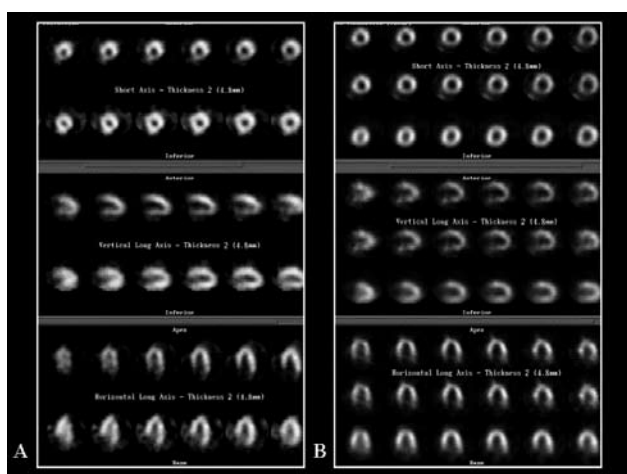 Short Axis - Thickness 2 (4.8mm)
Inferior
Anterior
Vertical Long Axis - Thickness 2 (4.8mm)
Inferior
Apex
Horizontal Long Axis - Thickness 2 (4.8mm)
Base
A
Short Axis - Thickness 2 (4.8mm)
Inferior
Anterior
Vertical Long Axis - Thickness 2 (4.8mm)
Inferior
Apex
Horizontal Long Axis - Thickness 2 (4.8mm)
Base
B